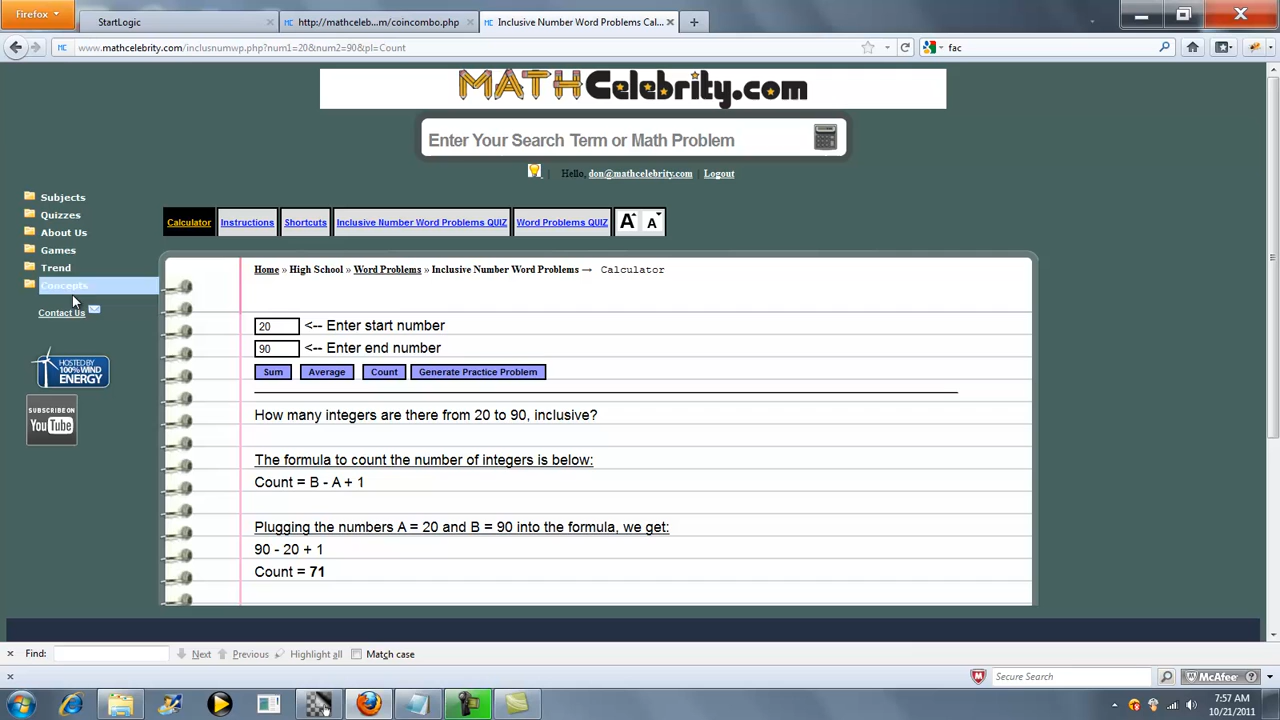 Firefox
StartLogic
http://mathceleb...m/coincombo.php
Inclusive Number Word Problems Cal...
www.mathcelebrity.com/inclusnumwp.php?num1=20&num2=90&pl=Count
fac
MATHCelebrity.com
Enter Your Search Term or Math Problem
| Hello, don@mathcelebrity.com | Logout
Subjects
Quizzes
About Us
Games
Trend
Concepts
Contact Us
HOSTED BY
100% WIND
ENERGY
SUBSCRIBE ON
YouTube
Calculator
Instructions
Shortcuts
Inclusive Number Word Problems QUIZ
Word Problems QUIZ
A A
Home » High School » Word Problems » Inclusive Number Word Problems → Calculator
20 <-- Enter start number
90 <-- Enter end number
Sum Average Count Generate Practice Problem
How many integers are there from 20 to 90, inclusive?
The formula to count the number of integers is below:
Count = B - A + 1
Plugging the numbers A = 20 and B = 90 into the formula, we get:
90 - 20 + 1
Count = 71
Find: Next Previous Highlight all Match case
Secure Search McAfee
7:57 AM
10/21/2011